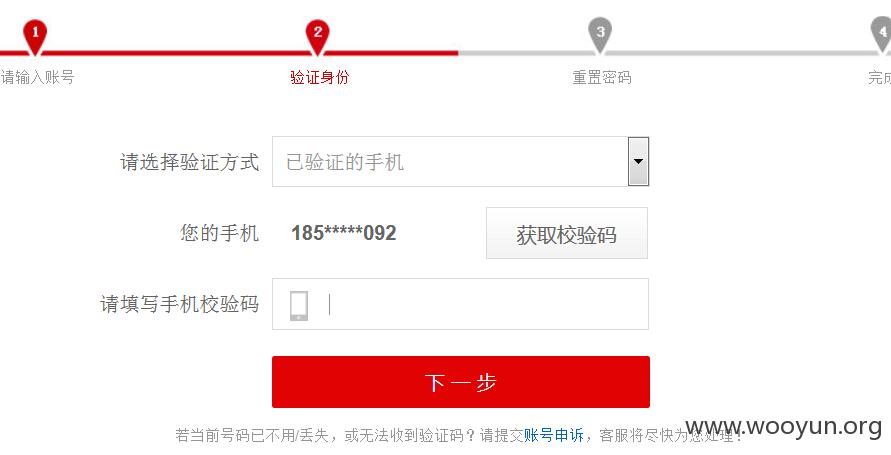 1 2 3 4
请输入账号 验证身份 重置密码 完成
请选择验证方式 已验证的手机
您的手机 185*****092 获取校验码
请填写手机校验码
下一步
若当前号码已不用/丢失，或无法收到验证码？请提交账号申诉，客服将尽快为您处理！
www.wooyun.org